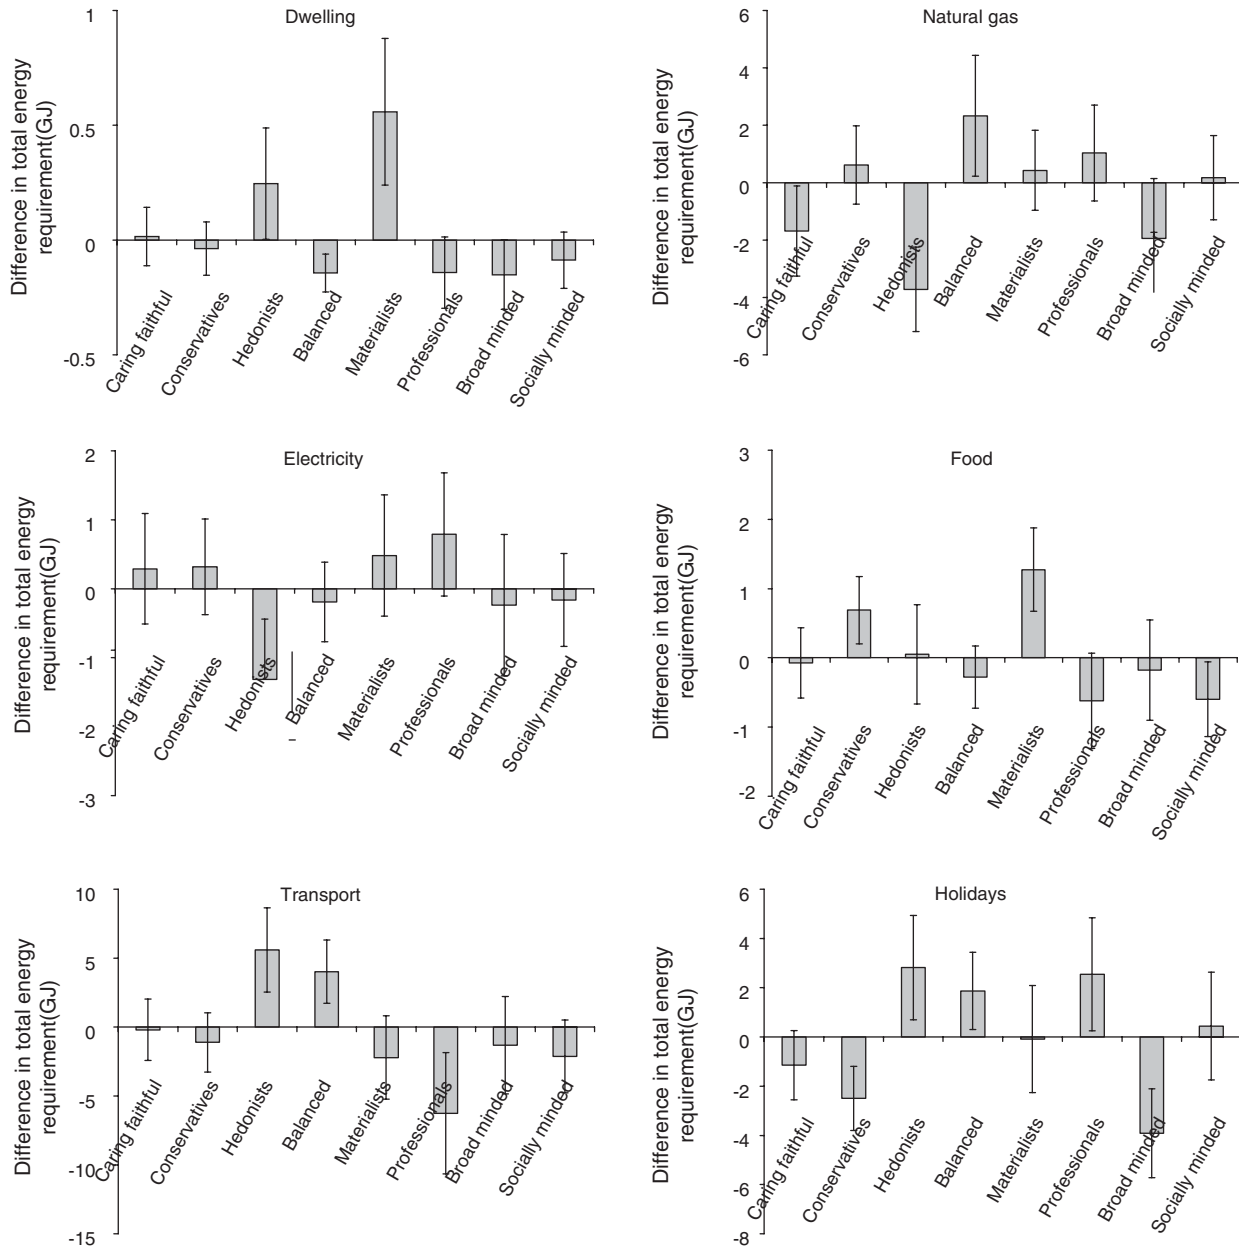 Dwelling
Difference in total energy
requirement(GJ)
1
0.5
0
-0.5
Caring faithful
Conservatives
Hedonists
Balanced
Materialists
Professionals
Broad minded
Socially minded
Natural gas
Difference in total energy
requirement(GJ)
6
4
2
0
-2
-4
-6
Caring faithful
Conservatives
Hedonists
Balanced
Materialists
Professionals
Broad minded
Socially minded
Electricity
Difference in total energy
requirement(GJ)
2
1
0
-1
-2
-3
Caring faithful
Conservatives
Hedonists
Balanced
Materialists
Professionals
Broad minded
Socially minded
Food
Difference in total energy
requirement(GJ)
3
2
1
0
-1
-2
Caring faithful
Conservatives
Hedonists
Balanced
Materialists
Professionals
Broad minded
Socially minded
Transport
Difference in total energy
requirement(GJ)
10
5
0
-5
-10
-15
Caring faithful
Conservatives
Hedonists
Balanced
Materialists
Professionals
Broad minded
Socially minded
Holidays
Difference in total energy
requirement(GJ)
6
4
2
0
-2
-4
-6
-8
Caring faithful
Conservatives
Hedonists
Balanced
Materialists
Professionals
Broad minded
Socially minded